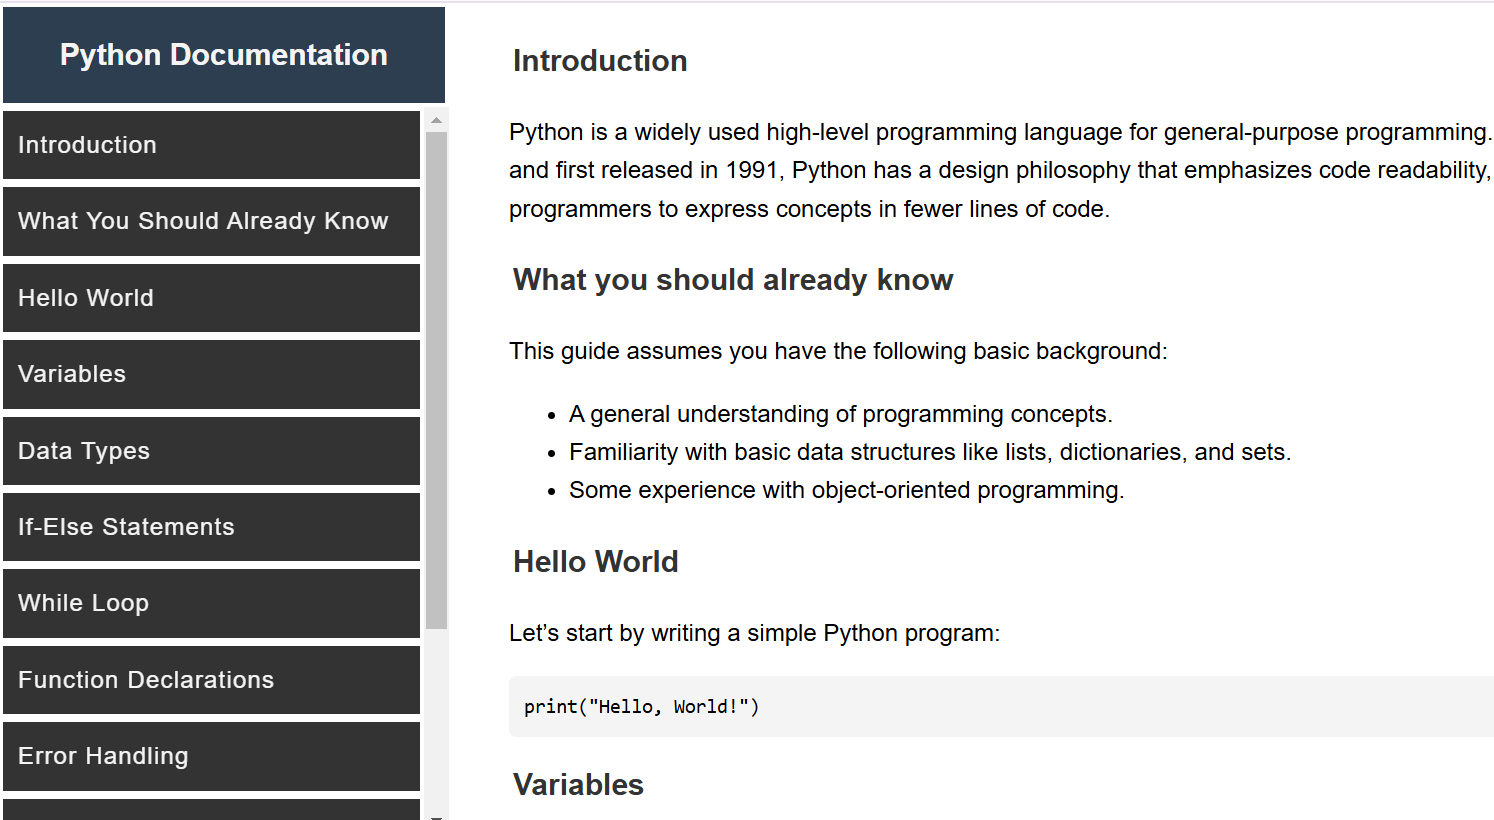 Python Documentation
Introduction
What You Should Already Know
Hello World
Variables
Data Types
If-Else Statements
While Loop
Function Declarations
Error Handling
Introduction
Python is a widely used high-level programming language for general-purpose programming.
and first released in 1991, Python has a design philosophy that emphasizes code readability,
programmers to express concepts in fewer lines of code.
What you should already know
This guide assumes you have the following basic background:
• A general understanding of programming concepts.
• Familiarity with basic data structures like lists, dictionaries, and sets.
• Some experience with object-oriented programming.
Hello World
Let’s start by writing a simple Python program:
print("Hello, World!")
Variables